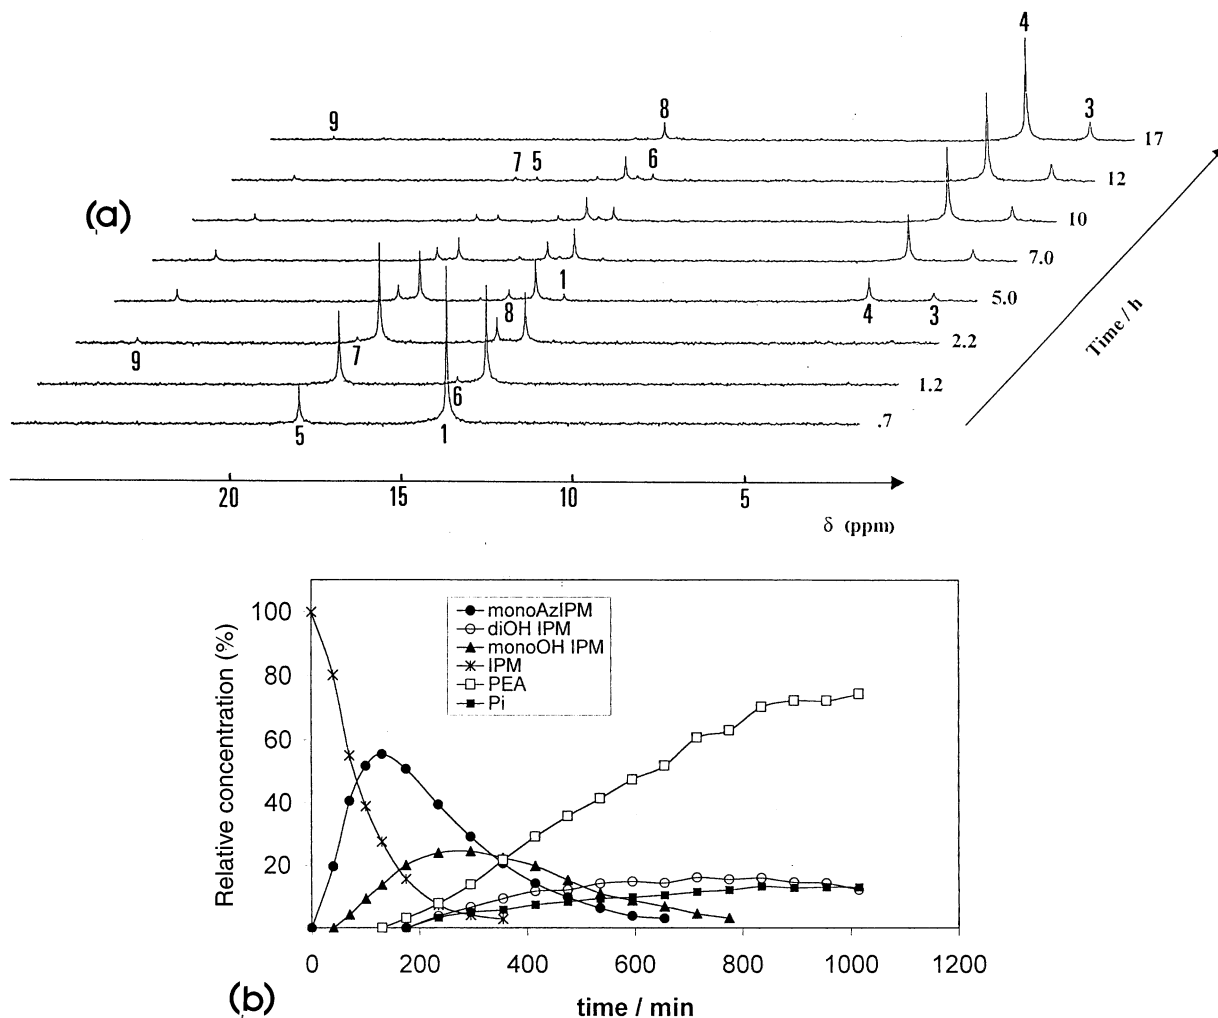 4
9 8 3
17
7 5 6
12
(a)
10
7.0
1
5.0
8 4 3
Time / h
9 7
2.2
6
1.2
5 1
.7
20 15 10 5
δ (ppm)
Relative concentration (%)
100
80
60
40
20
monoAzIPM
diOH IPM
monoOH IPM
IPM
PEA
Pi
0 200 400 600 800 1000 1200
(b)
time / min